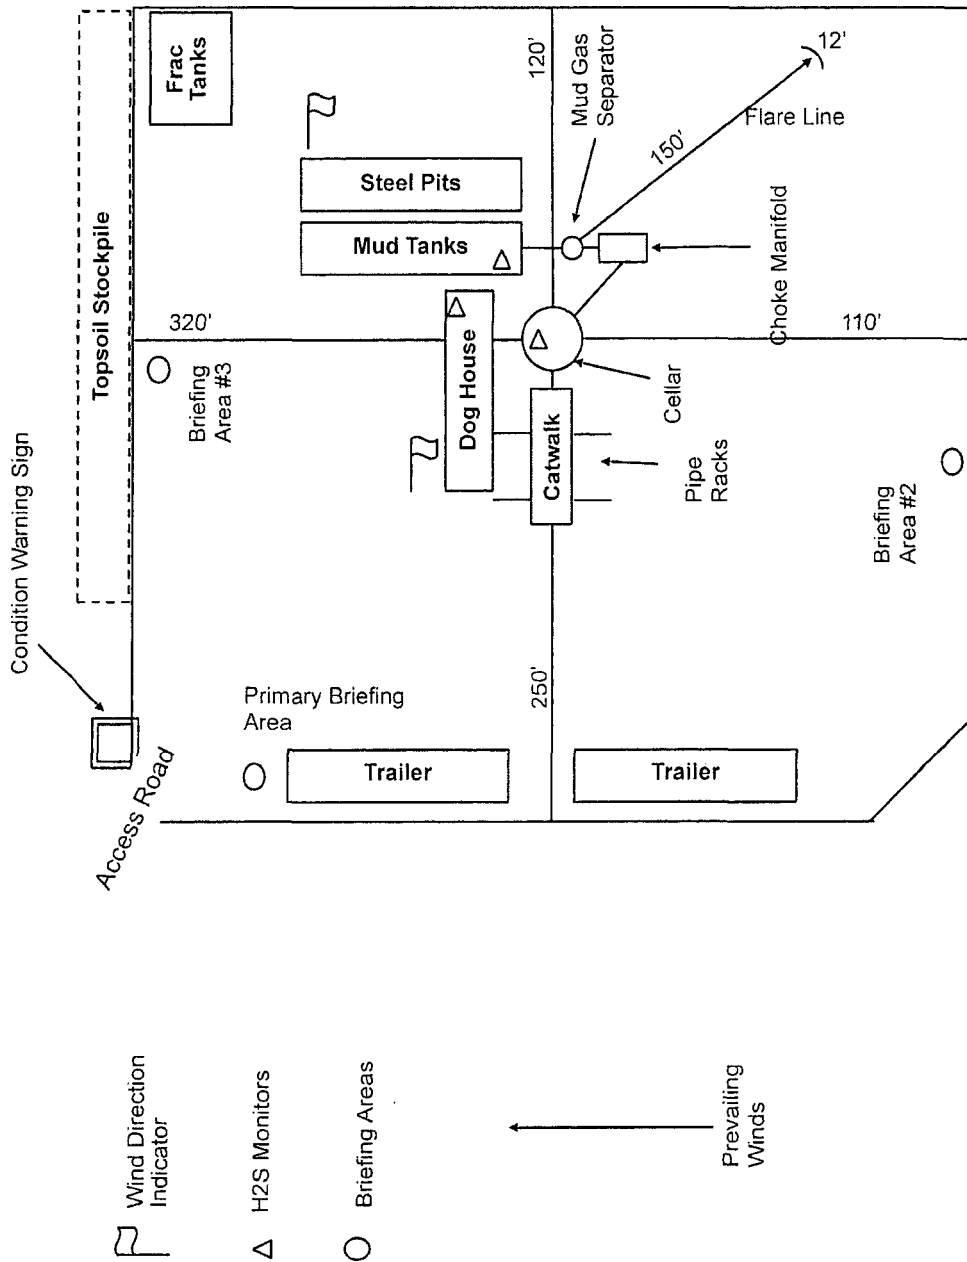 Condition Warning Sign
Topsoil Stockpile
Frac
Tanks
Access Road
320'
Briefing
Area #3
Primary Briefing
Area
Steel Pits
Mud Tanks
Dog House
Catwalk
Trailer
Trailer
250'
120'
Mud Gas
Separator
150'
12'
Flare Line
Choke Manifold
110'
Cellar
Pipe
Racks
Briefing
Area #2
Wind Direction
Indicator
H2S Monitors
Briefing Areas
Prevailing
Winds